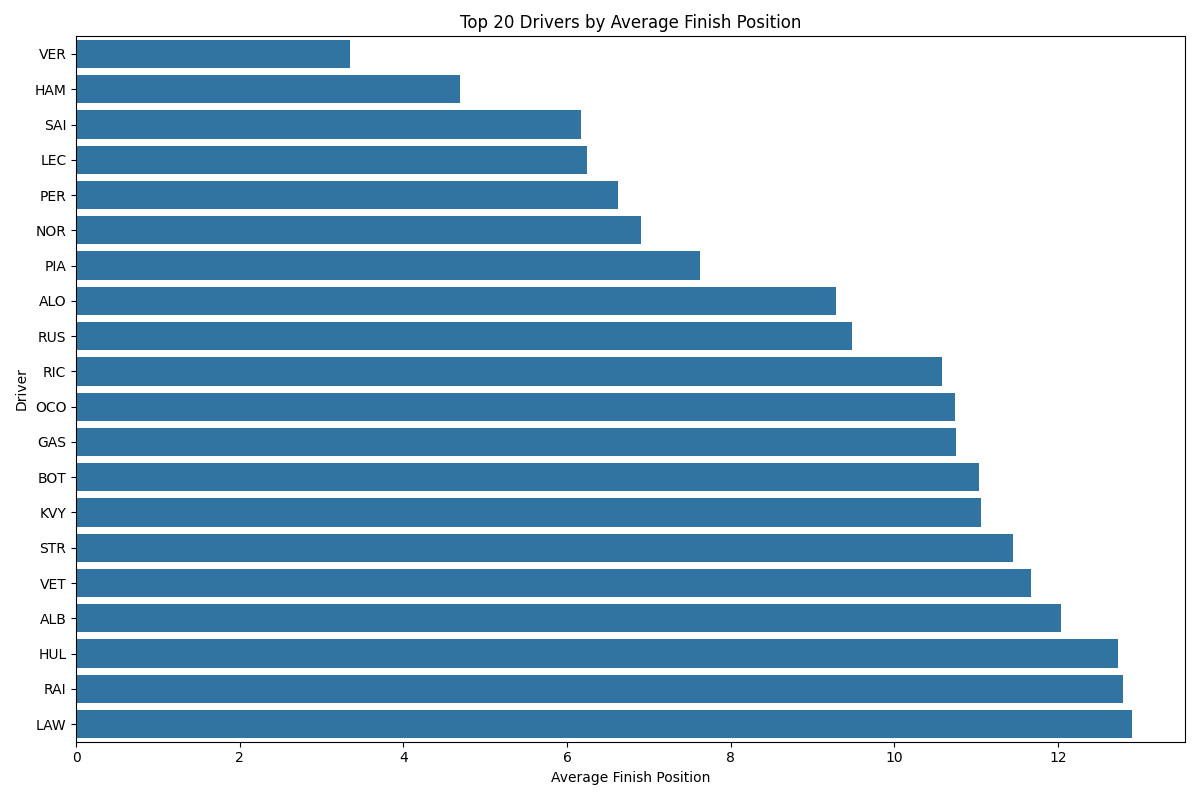 Top 20 Drivers by Average Finish Position
Driver
VER
HAM
SAI
LEC
PER
NOR
PIA
ALO
RUS
RIC
OCO
GAS
BOT
KVY
STR
VET
ALB
HUL
RAI
LAW
0 2 4 6 8 10 12
Average Finish Position